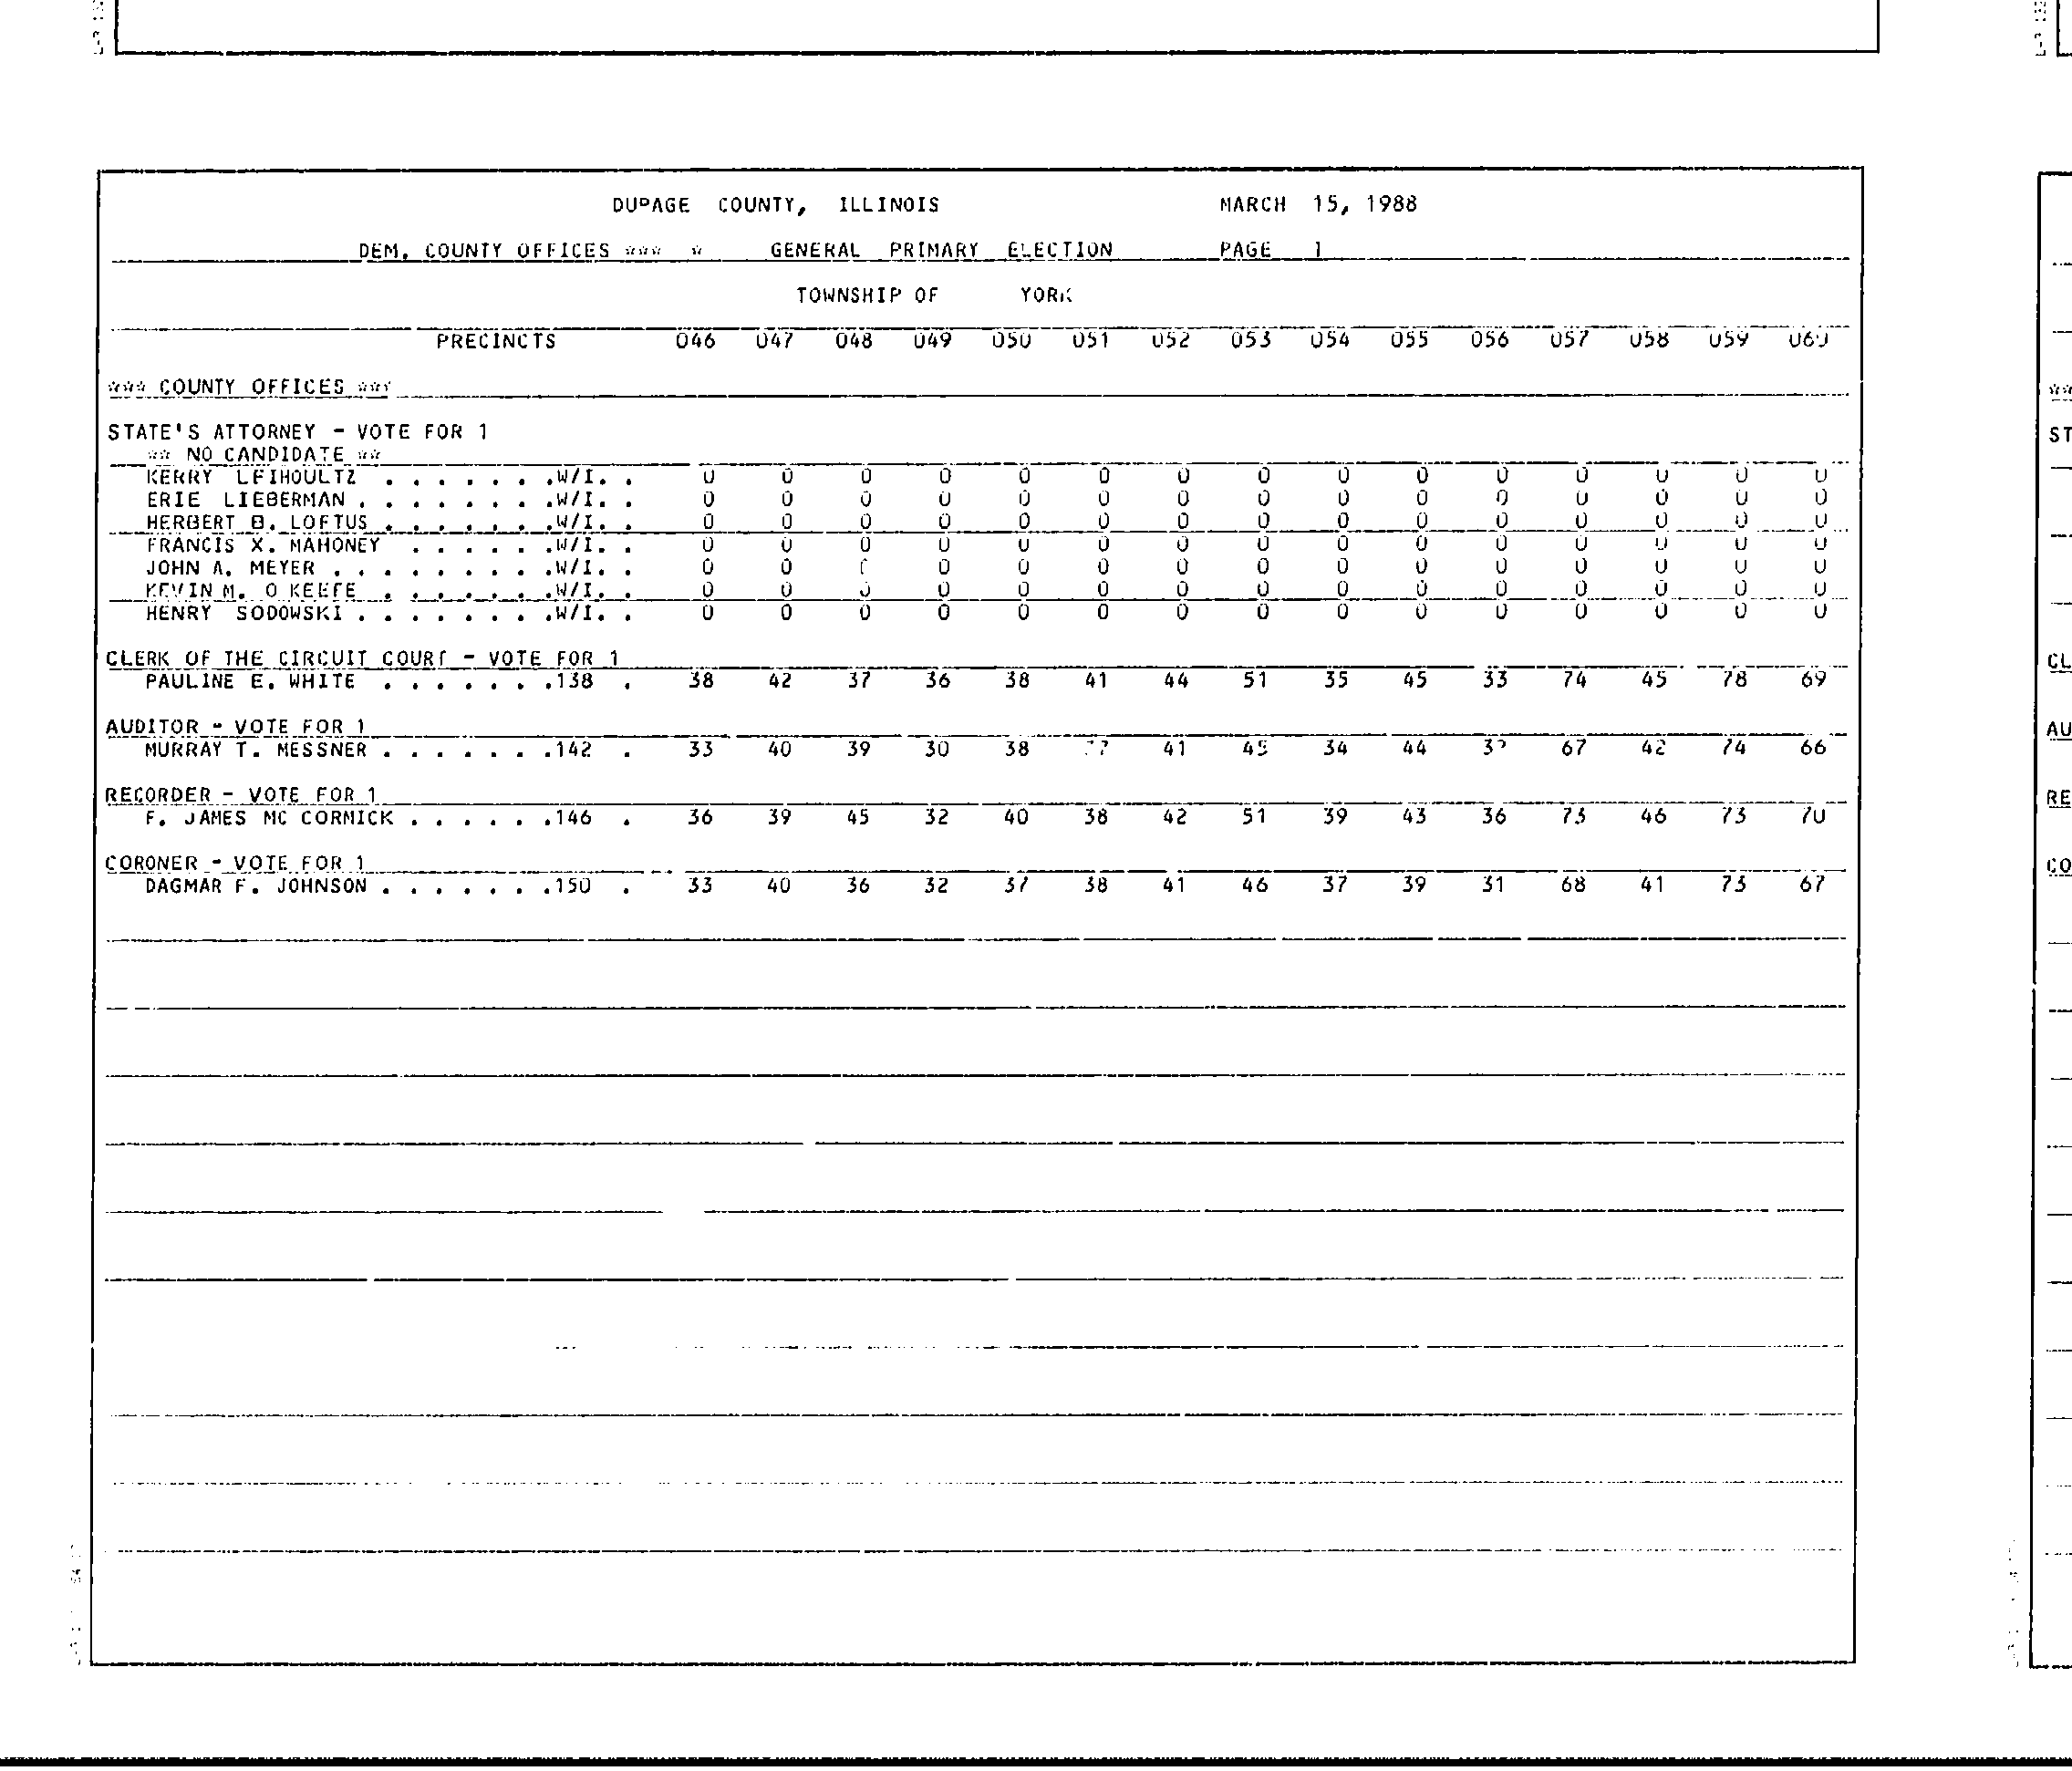 DUPAGE COUNTY, ILLINOIS MARCH 15, 1988
DEM. COUNTY OFFICES *** * GENERAL PRIMARY ELECTION PAGE 1
TOWNSHIP OF YORK
PRECINCTS 046 047 048 049 050 051 052 053 054 055 056 057 058 059 060
*** COUNTY OFFICES ***
STATE'S ATTORNEY - VOTE FOR 1
** NO CANDIDATE **
KERRY LEIHOULTZ . . . . . . .W/I. . 0 0 0 0 0 0 0 0 0 0 0 0 0 0 0
ERIE LIEBERMAN . . . . . . . .W/I. . 0 0 0 0 0 0 0 0 0 0 0 0 0 0 0
HERBERT B. LOFTUS . . . . . . .W/I. . 0 0 0 0 0 0 0 0 0 0 0 0 0 0 0
FRANCIS X. MAHONEY . . . . . .W/I. . 0 0 0 0 0 0 0 0 0 0 0 0 0 0 0
JOHN A. MEYER . . . . . . . . .W/I. . 0 0 0 0 0 0 0 0 0 0 0 0 0 0
KEVIN M. O KEEFE . . . . . . .W/I. . 0 0 0 0 0 0 0 0 0 0 0 0 0 0 0
HENRY SODOWSKI . . . . . . . .W/I. . 0 0 0 0 0 0 0 0 0 0 0 0 0 0 0
CLERK OF THE CIRCUIT COURT - VOTE FOR 1
PAULINE E. WHITE . . . . . . .138 . 38 42 37 36 38 41 44 51 35 45 33 74 45 78 69
AUDITOR - VOTE FOR 1
MURRAY T. MESSNER . . . . . . .142 . 33 40 39 30 38 41 45 34 44 67 42 74 66
RECORDER - VOTE FOR 1
F. JAMES MC CORMICK . . . . . .146 . 36 39 45 32 40 38 42 51 39 43 36 73 46 73 70
CORONER - VOTE FOR 1
DAGMAR F. JOHNSON . . . . . . .150 . 33 40 36 32 37 38 41 46 37 39 31 68 41 73 67
ST
CL
AU
RE
CO